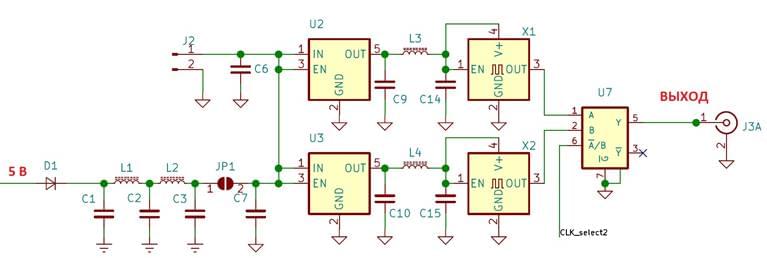 U2
X1
J2
1
2
C6
1
3
IN
EN
OUT
GND
5
2
L3
C9
C14
1
EN
V+
4
OUT
3
GND
2
U7
1
2
6
A
B
A/B
G
7
Y
Y
5
3
ВЫХОД
1
2
J3A
U3
X2
5 В
D1
L1
L2
JP1
1
2
C1
C2
C3
C7
1
3
IN
EN
OUT
GND
5
2
L4
C10
C15
1
EN
V+
4
OUT
3
GND
2
CLK_select2